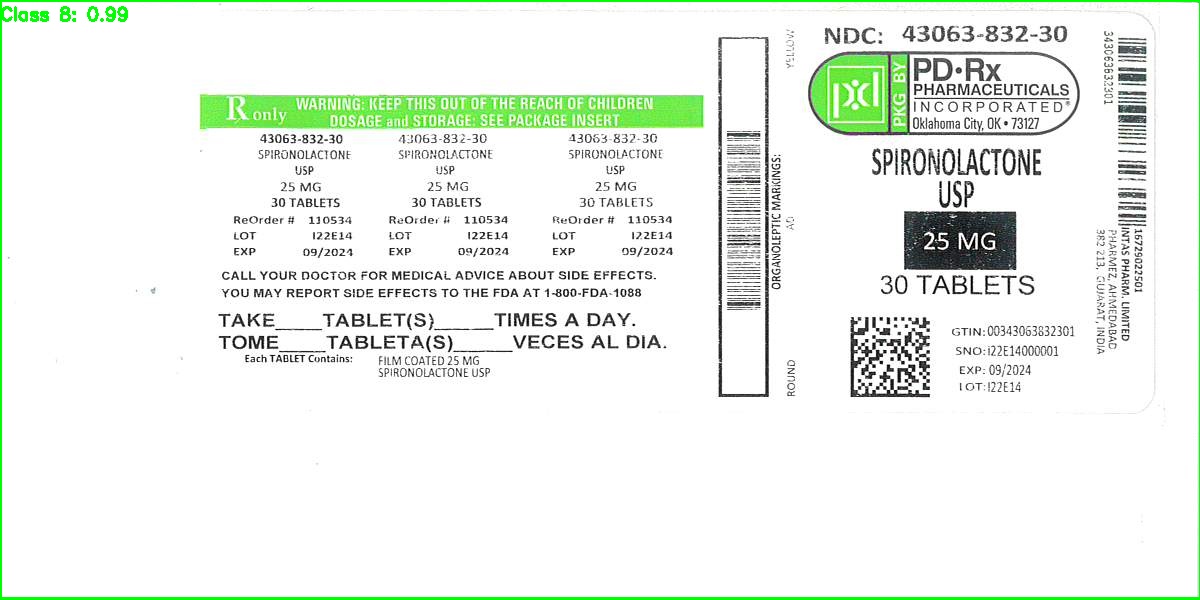 Class 8: 0.99
Rx only
WARNING: KEEP THIS OUT OF THE REACH OF CHILDREN
DOSAGE and STORAGE: SEE PACKAGE INSERT
43063-832-30 43063-832-30 43063-832-30
SPIRONOLACTONE SPIRONOLACTONE SPIRONOLACTONE
USP USP USP
25 MG 25 MG 25 MG
30 TABLETS 30 TABLETS 30 TABLETS
ReOrder # 110534 ReOrder # 110534 ReOrder # 110534
LOT I22E14 LOT I22E14 LOT I22E14
EXP 09/2024 EXP 09/2024 EXP 09/2024
CALL YOUR DOCTOR FOR MEDICAL ADVICE ABOUT SIDE EFFECTS.
YOU MAY REPORT SIDE EFFECTS TO THE FDA AT 1-800-FDA-1088
TAKE____TABLET(S)_____TIMES A DAY.
TOME____TABLETA(S)_____VECES AL DIA.
Each TABLET Contains: FILM COATED 25 MG
SPIRONOLACTONE USP
ORGANOLEPTIC MARKINGS:
ROUND AD YELLOW
NDC: 43063-832-30
PKG BY
PD·Rx
PHARMACEUTICALS
INCORPORATED®
Oklahoma City, OK • 73127
SPIRONOLACTONE
USP
25 MG
30 TABLETS
GTIN: 00343063832301
SNO: I22E14000001
EXP: 09/2024
LOT: I22E14
343063832301
16729022501
INTAS PHARM. LIMITED
PHARMEZ, AHMEDABAD
382 213, GUJARAT, INDIA